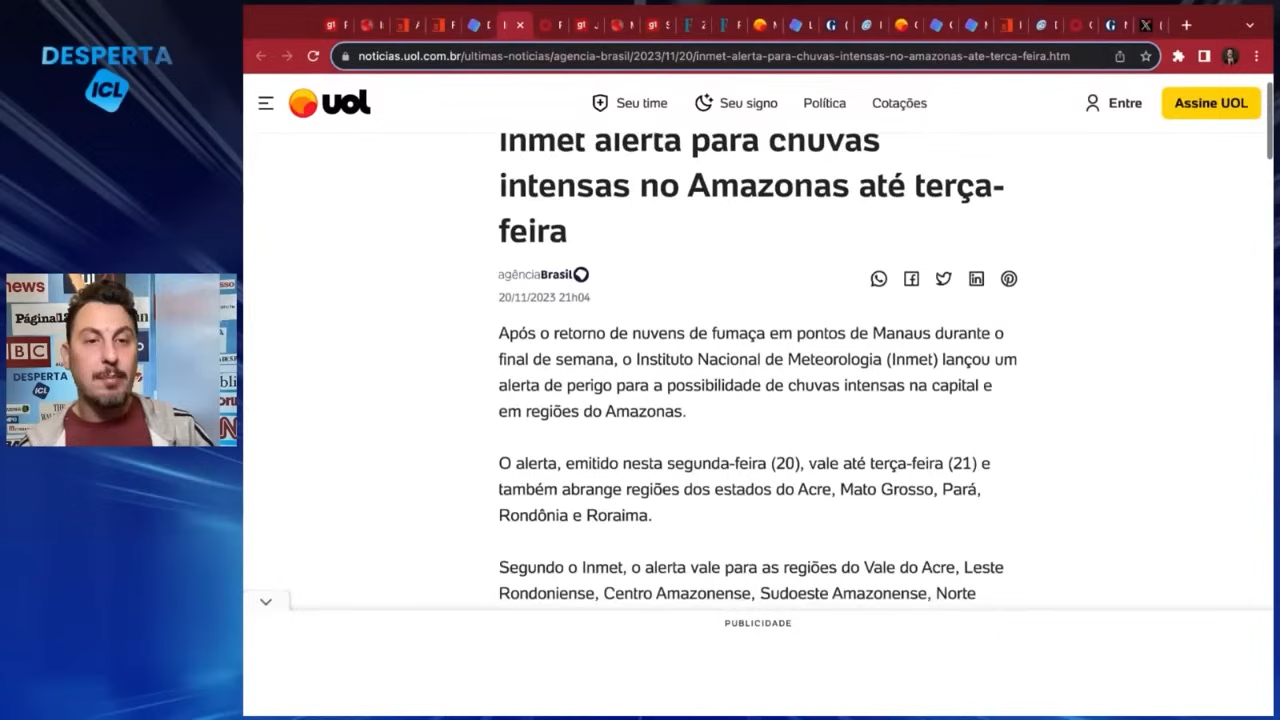 DESPERTA
ICL
noticias.uol.com.br/ultimas-noticias/agencia-brasil/2023/11/20/inmet-alerta-para-chuvas-intensas-no-amazonas-ate-terca-feira.htm
UOL
Seu time
Seu signo
Política
Cotações
Entre
Assine UOL
Inmet alerta para chuvas
intensas no Amazonas até terça-
feira
agênciaBrasil
20/11/2023 21h04
Após o retorno de nuvens de fumaça em pontos de Manaus durante o
final de semana, o Instituto Nacional de Meteorologia (Inmet) lançou um
alerta de perigo para a possibilidade de chuvas intensas na capital e
em regiões do Amazonas.
O alerta, emitido nesta segunda-feira (20), vale até terça-feira (21) e
também abrange regiões dos estados do Acre, Mato Grosso, Pará,
Rondônia e Roraima.
Segundo o Inmet, o alerta vale para as regiões do Vale do Acre, Leste
Rondoniense, Centro Amazonense, Sudoeste Amazonense, Norte
PUBLICIDADE
news
Página12
BBC
DESPERTA
ICL